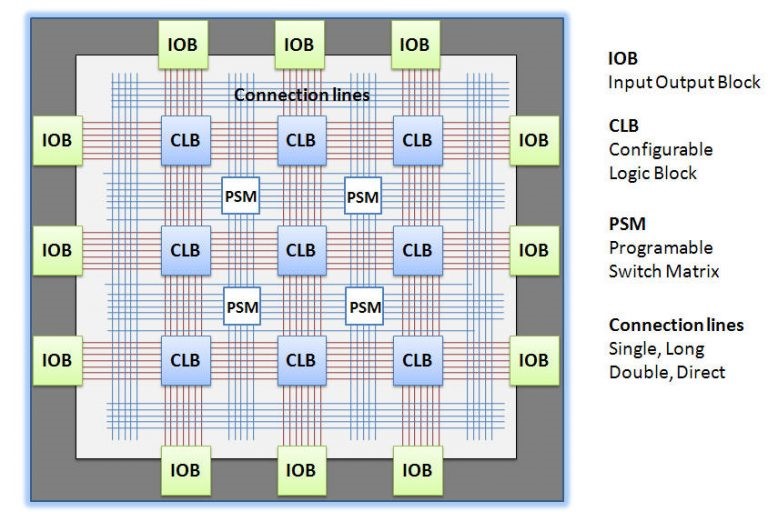 IOB IOB IOB
Connection lines
IOB CLB CLB CLB IOB
PSM PSM
IOB CLB CLB CLB IOB
PSM PSM
IOB CLB CLB CLB IOB
IOB IOB IOB
IOB
Input Output Block
CLB
Configurable
Logic Block
PSM
Programable
Switch Matrix
Connection lines
Single, Long
Double, Direct